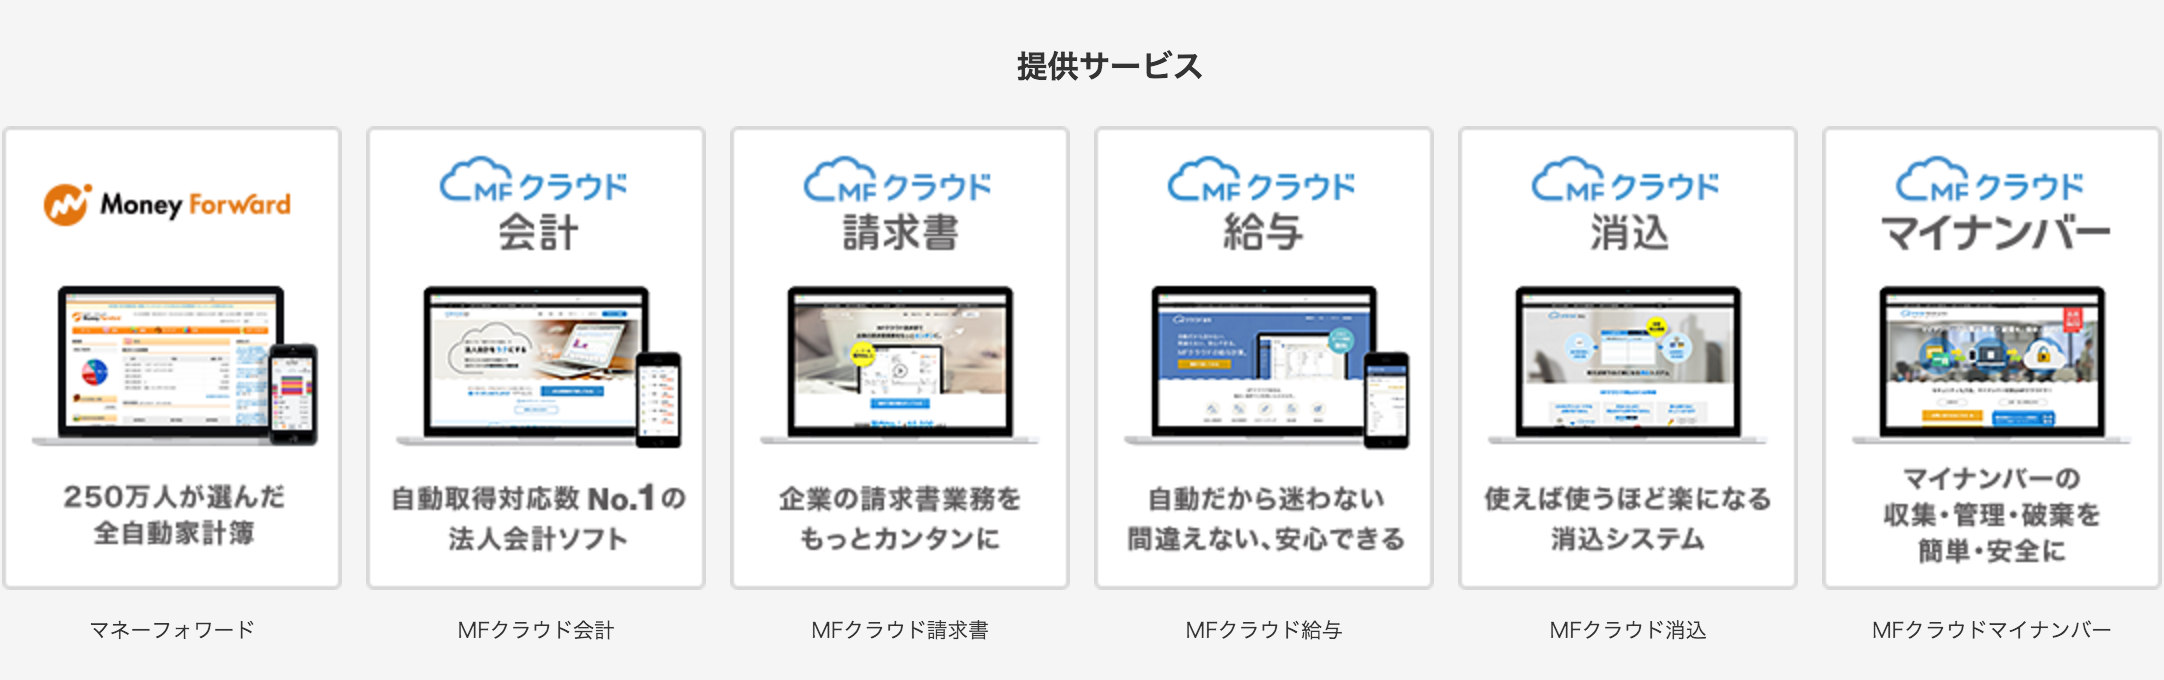 提供サービス
Money Forward
250万人が選んだ
全自動家計簿
マネーフォワード
MFクラウド
会計
自動取得対応数 No.1の
法人会計ソフト
MFクラウド会計
MFクラウド
請求書
企業の請求書業務を
もっとカンタンに
MFクラウド請求書
MFクラウド
給与
自動だから迷わない
間違えない、安心できる
MFクラウド給与
MFクラウド
消込
使えば使うほど楽になる
消込システム
MFクラウド消込
MFクラウド
マイナンバー
マイナンバーの
収集・管理・破棄を
簡単・安全に
MFクラウドマイナンバー